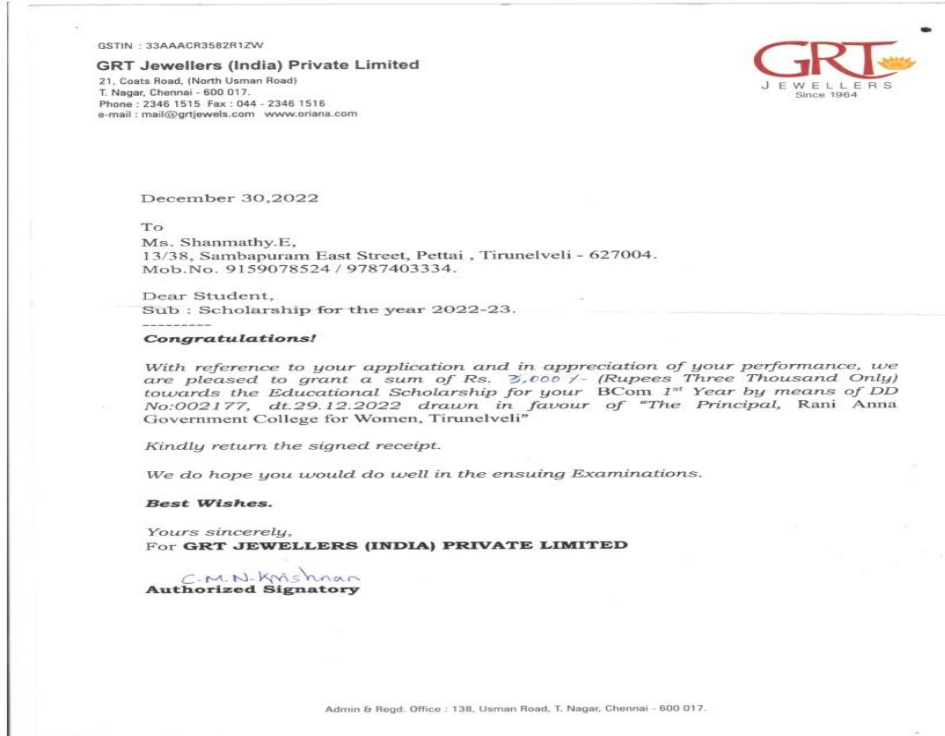 GSTIN : 33AAACR3582R1ZW
GRT Jewellers (India) Private Limited
21, Coats Road, (North Usman Road)
T. Nagar, Chennai - 600 017.
Phone : 2346 1515 Fax : 044 - 2346 1516
e-mail : mail@grtjewels.com www.oriana.com
GRT
JEWELLERS
Since 1964
December 30,2022
To
Ms. Shanmathy.E,
13/38, Sambapuram East Street, Pettai , Tirunelveli - 627004.
Mob.No. 9159078524 / 9787403334.
Dear Student,
Sub : Scholarship for the year 2022-23.
---------
Congratulations!
With reference to your application and in appreciation of your performance, we
are pleased to grant a sum of Rs. 3,000 /- (Rupees Three Thousand Only)
towards the Educational Scholarship for your BCom 1st Year by means of DD
No:002177, dt.29.12.2022 drawn in favour of "The Principal, Rani Anna
Government College for Women, Tirunelveli"
Kindly return the signed receipt.
We do hope you would do well in the ensuing Examinations.
Best Wishes.
Yours sincerely,
For GRT JEWELLERS (INDIA) PRIVATE LIMITED
C.M.N.Krishnan
Authorized Signatory
Admin & Regd. Office : 138, Usman Road, T. Nagar, Chennai - 600 017.